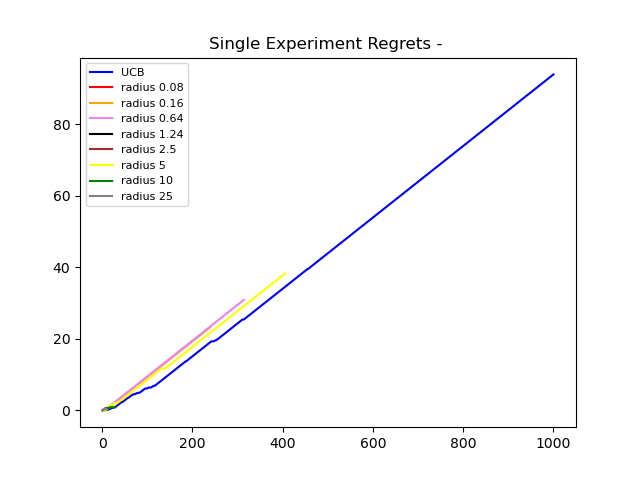 Single Experiment Regrets -
UCB
radius 0.08
radius 0.16
radius 0.64
radius 1.24
radius 2.5
radius 5
radius 10
radius 25
80
60
40
20
0
0 200 400 600 800 1000